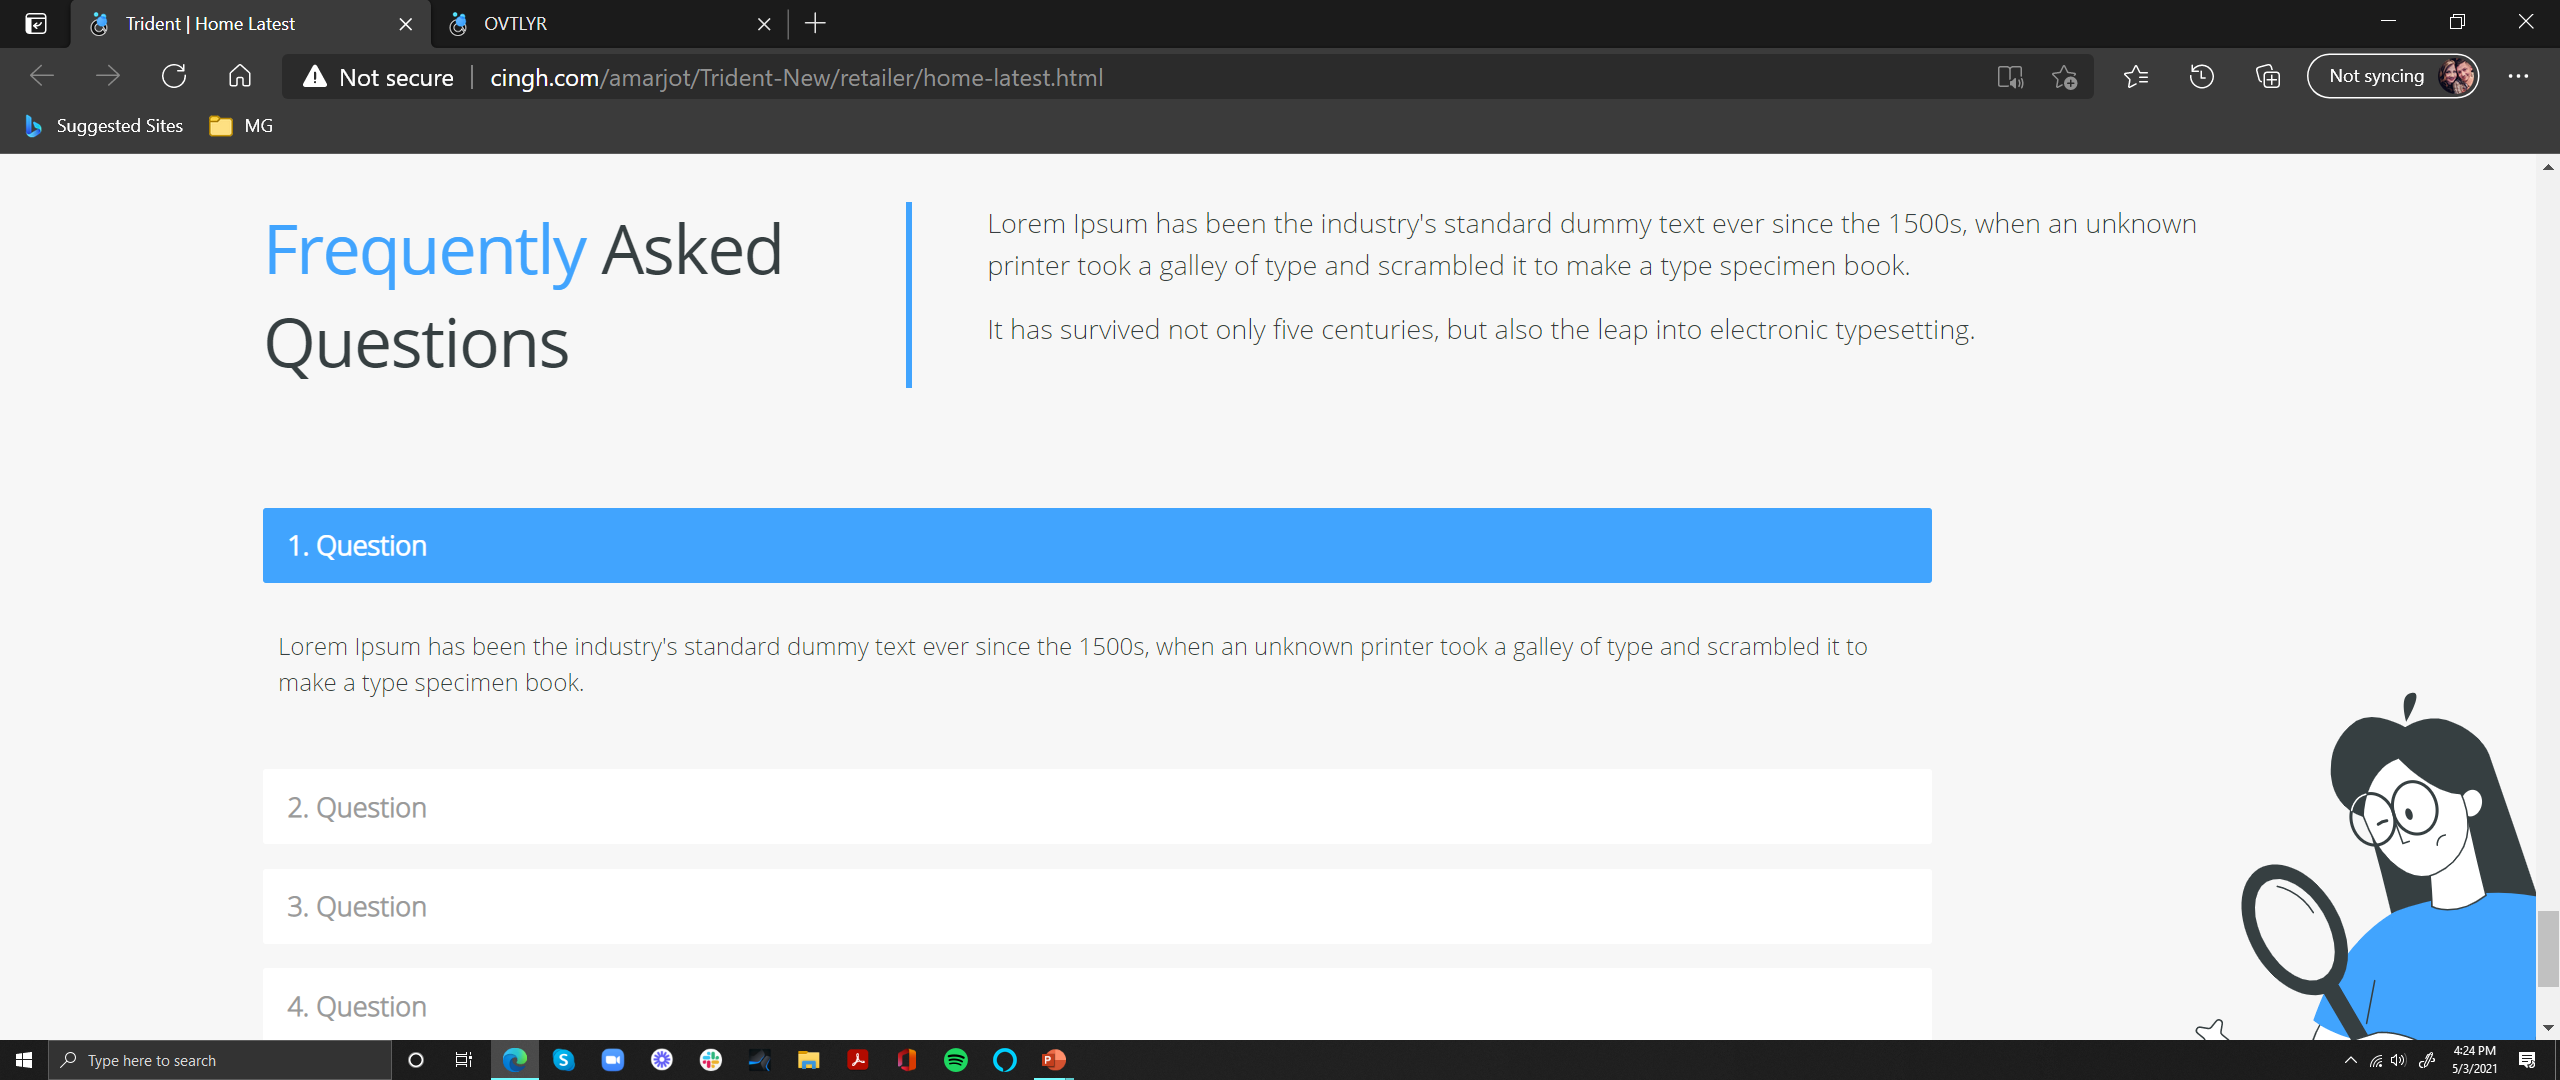 Trident | Home Latest
OVTLYR
Not secure
cingh.com/amarjot/Trident-New/retailer/home-latest.html
Not syncing
Suggested Sites
MG
Frequently Asked
Questions
Lorem Ipsum has been the industry's standard dummy text ever since the 1500s, when an unknown
printer took a galley of type and scrambled it to make a type specimen book.
It has survived not only five centuries, but also the leap into electronic typesetting.
1. Question
Lorem Ipsum has been the industry's standard dummy text ever since the 1500s, when an unknown printer took a galley of type and scrambled it to
make a type specimen book.
2. Question
3. Question
4. Question
Type here to search
4:24 PM
5/3/2021